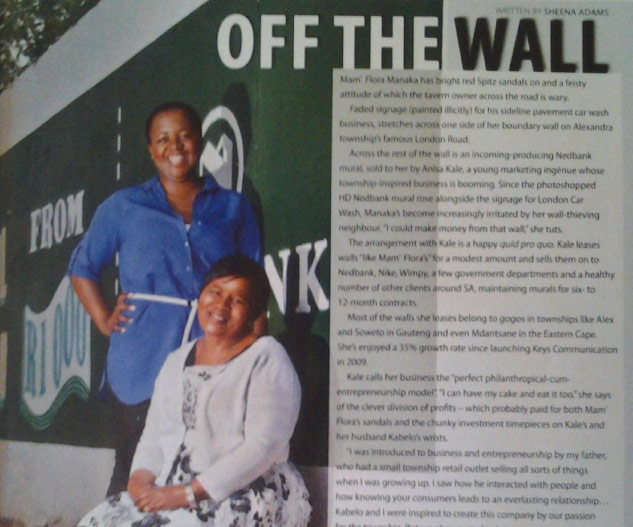 WRITTEN BY SHEENA ADAMS
OFF THE WALL
Mam' Flora Manaka has bright red Spitz sandals on and a feisty
attitude of which the tavern owner across the road is wary.
Faded signage (painted illicitly) for his sideline pavement car wash
business, stretches across one side of her boundary wall on Alexandra
township's famous London Road.
Across the rest of the wall is an incoming-producing Nedbank
mural, sold to her by Anisa Kale, a young marketing ingénue whose
township-inspired business is booming. Since the photoshopped
HD Nedbank mural rose alongside the signage for London Car
Wash, Manaka's become increasingly irritated by her wall-thieving
neighbour. "I could make money from that wall," she tuts.
The arrangement with Kale is a happy quid pro quo. Kale leases
walls "like Mam' Flora's" for a modest amount and sells them on to
Nedbank, Nike, Wimpy, a few government departments and a healthy
number of other clients around SA, maintaining murals for six- to
12-month contracts.
Most of the walls she leases belong to gogos in townships like Alex
and Soweto in Gauteng and even Mdantsane in the Eastern Cape.
She's enjoyed a 35% growth rate since launching Keys Communication
in 2009.
Kale calls her business the "perfect philanthropical-cum-
entrepreneurship model". "I can have my cake and eat it too," she says
of the clever division of profits – which probably paid for both Mam'
Flora's sandals and the chunky investment timepieces on Kale's and
her husband Kabelo's wrists.
"I was introduced to business and entrepreneurship by my father,
who had a small township retail outlet selling all sorts of things
when I was growing up. I saw how he interacted with people and
how knowing your consumers leads to an everlasting relationship…
Kabelo and I were inspired to create this company by our passion
FROM
R1 000
NK